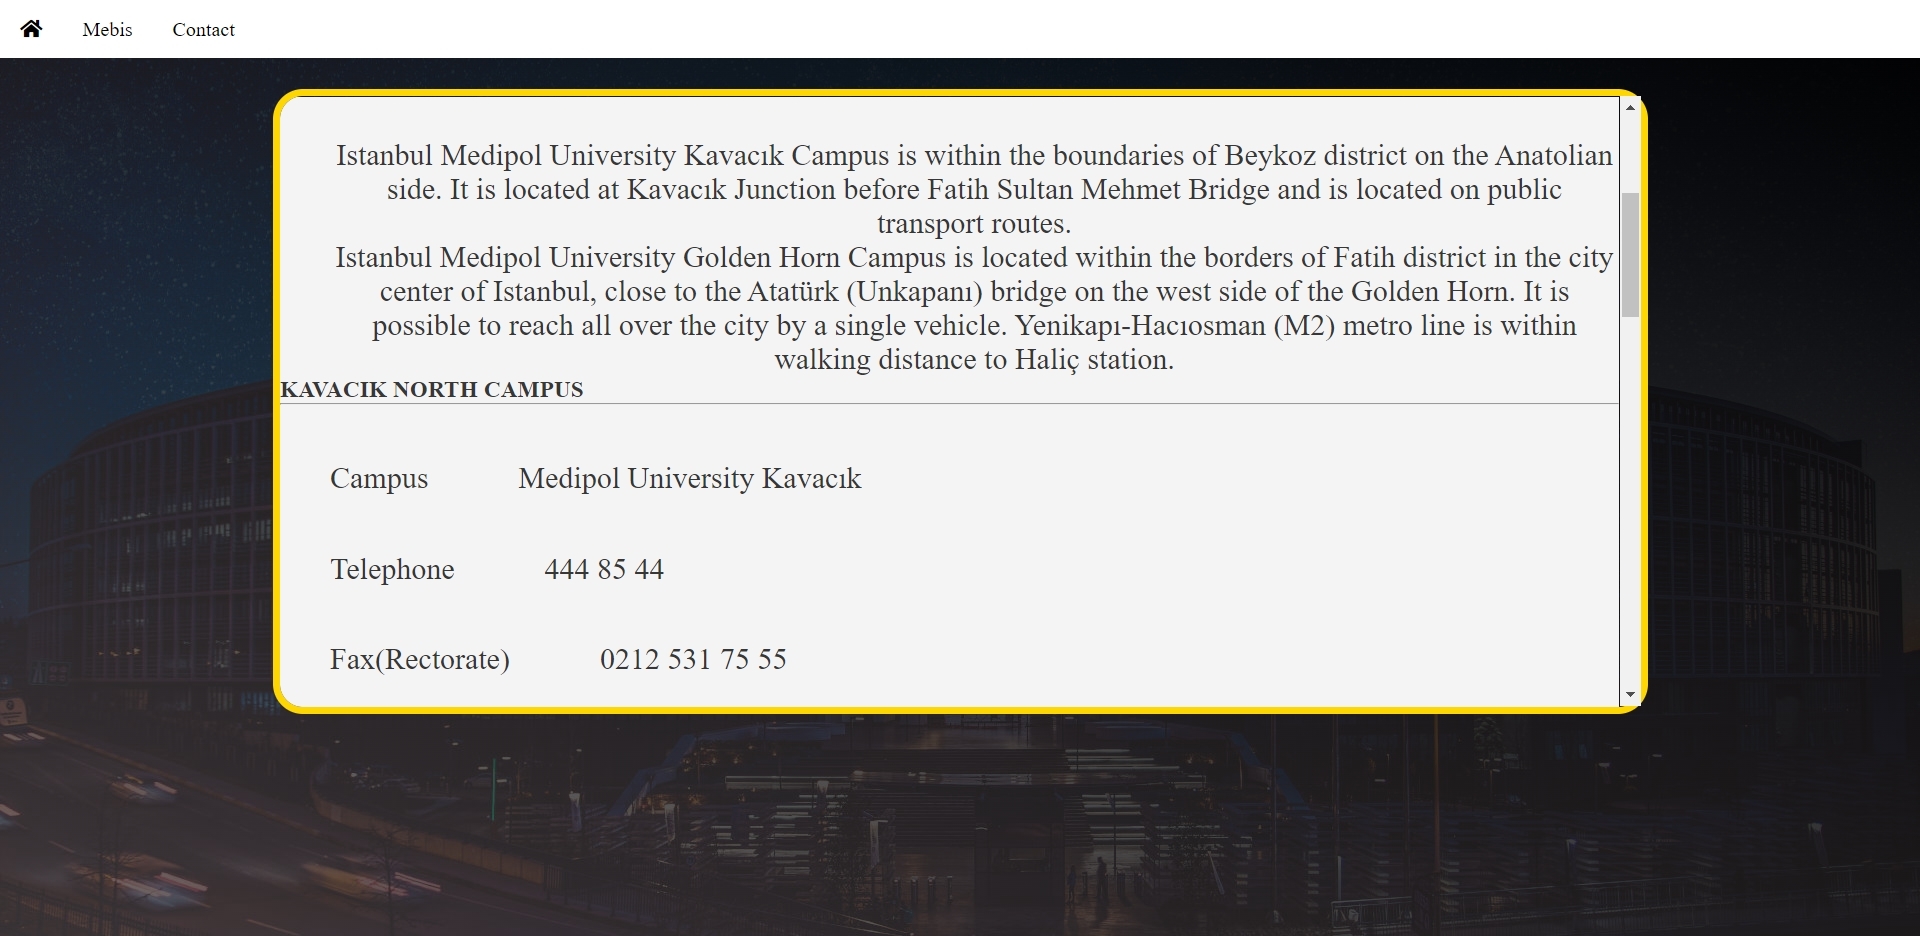 Mebis
Contact
Istanbul Medipol University Kavacık Campus is within the boundaries of Beykoz district on the Anatolian
side. It is located at Kavacık Junction before Fatih Sultan Mehmet Bridge and is located on public
transport routes.
Istanbul Medipol University Golden Horn Campus is located within the borders of Fatih district in the city
center of Istanbul, close to the Atatürk (Unkapanı) bridge on the west side of the Golden Horn. It is
possible to reach all over the city by a single vehicle. Yenikapı-Hacıosman (M2) metro line is within
walking distance to Haliç station.
KAVACIK NORTH CAMPUS
Campus Medipol University Kavacık
Telephone 444 85 44
Fax(Rectorate) 0212 531 75 55